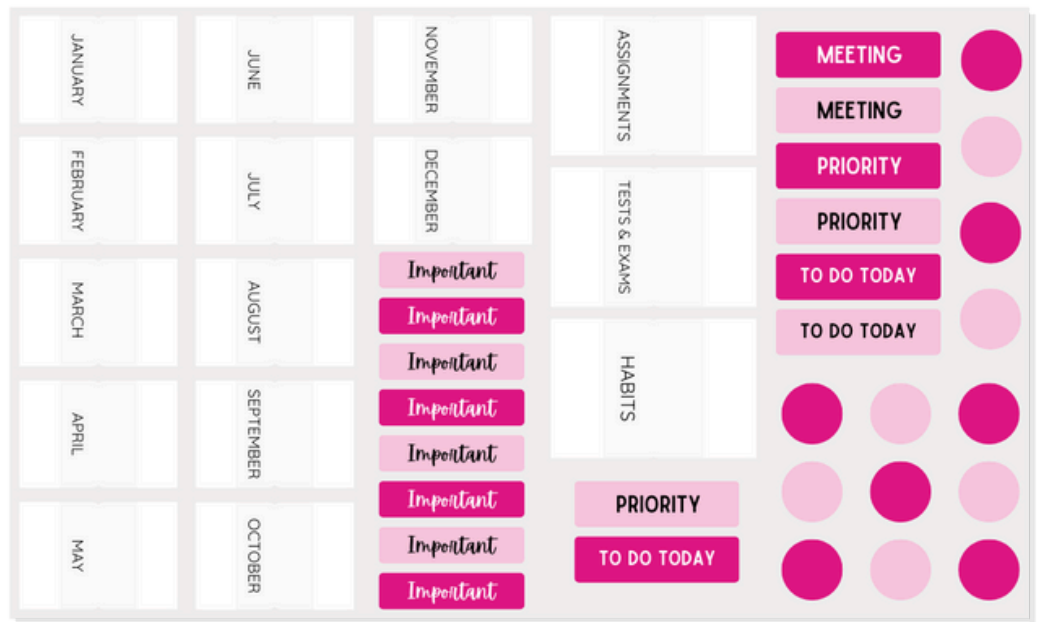 JANUARY
FEBRUARY
MARCH
APRIL
MAY
JUNE
JULY
AUGUST
SEPTEMBER
OCTOBER
NOVEMBER
DECEMBER
Important
Important
Important
Important
Important
Important
Important
Important
ASSIGNMENTS
TESTS & EXAMS
HABITS
PRIORITY
TO DO TODAY
MEETING
MEETING
PRIORITY
PRIORITY
TO DO TODAY
TO DO TODAY